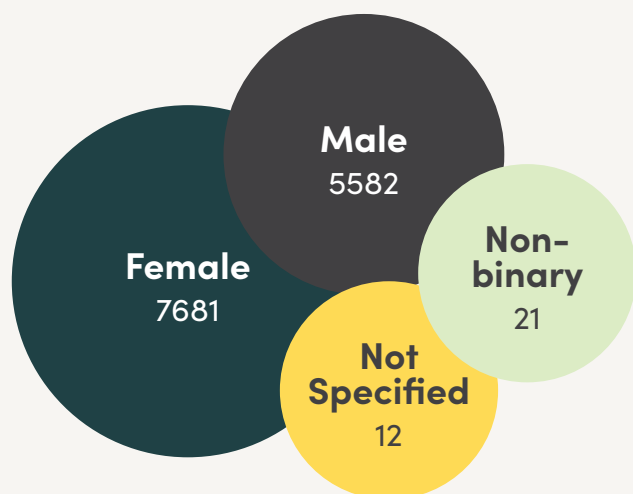 Male
5582
Female
7681
Non-
binary
21
Not
Specified
12